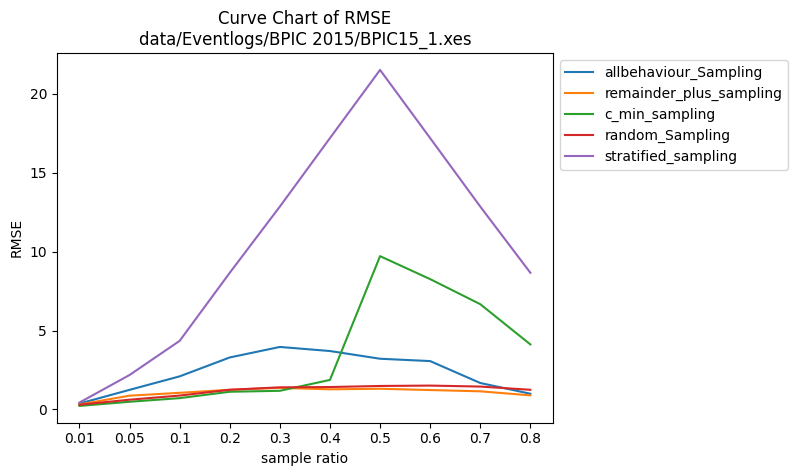 Curve Chart of RMSE
data/Eventlogs/BPIC 2015/BPIC15_1.xes
allbehaviour_Sampling
remainder_plus_sampling
c_min_sampling
random_Sampling
stratified_sampling
RMSE
20
15
10
5
0
0.01 0.05 0.1 0.2 0.3 0.4 0.5 0.6 0.7 0.8
sample ratio